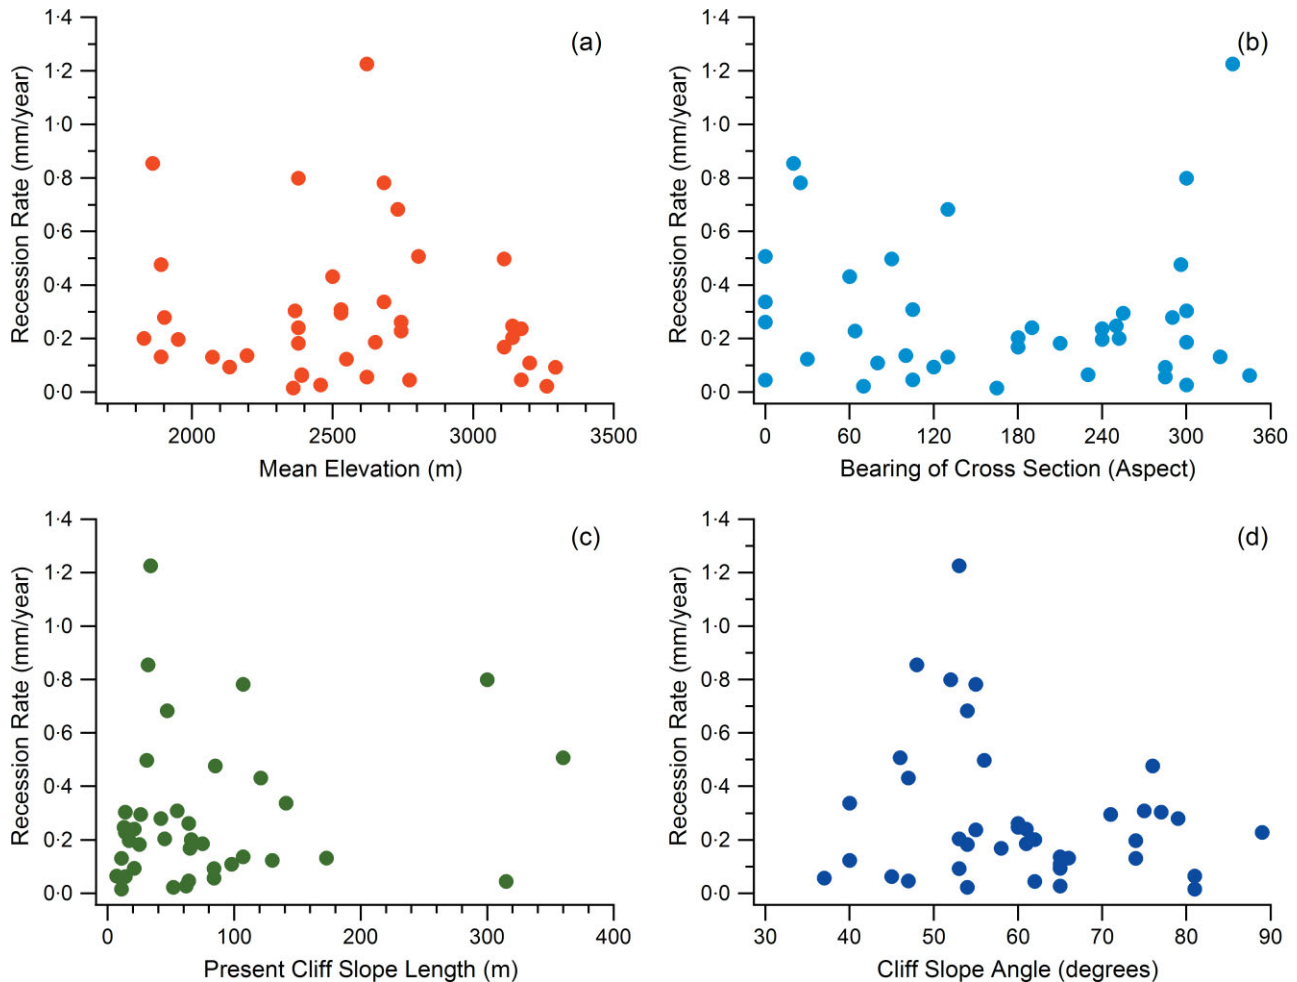 (a)
Recession Rate (mm/year)
1·4
1·2
1·0
0·8
0·6
0·4
0·2
0·0
2000 2500 3000 3500
Mean Elevation (m)
(b)
Recession Rate (mm/year)
1·4
1·2
1·0
0·8
0·6
0·4
0·2
0·0
0 60 120 180 240 300 360
Bearing of Cross Section (Aspect)
(c)
Recession Rate (mm/year)
1·4
1·2
1·0
0·8
0·6
0·4
0·2
0·0
0 100 200 300 400
Present Cliff Slope Length (m)
(d)
Recession Rate (mm/year)
1·4
1·2
1·0
0·8
0·6
0·4
0·2
0·0
30 40 50 60 70 80 90
Cliff Slope Angle (degrees)